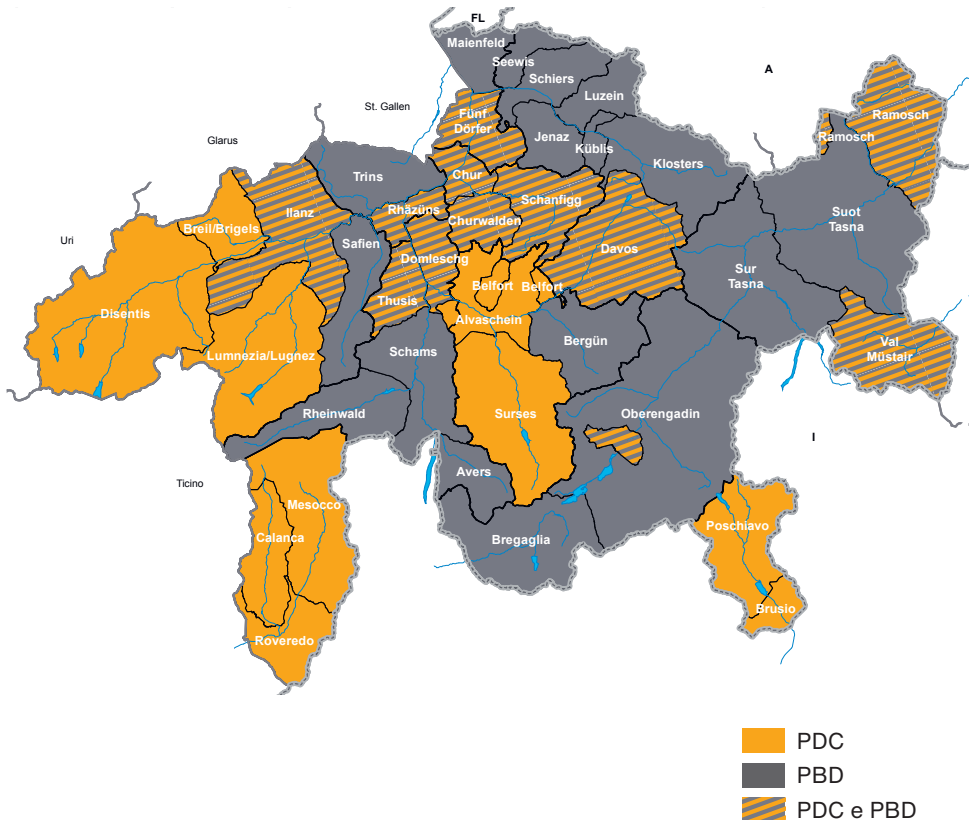 FL
Maienfeld
Seewis
Schiers
A
Luzein
St. Gallen
Fünf
Dörfer
Ramosch
Glarus
Jenaz
Küblis
Ramosch
Klosters
Trins
Chur
Ilanz
Rhäzüns
Schanfigg
Suot
Tasna
Breil/Brigels
Churwalden
Uri
Safien
Davos
Domleschg
Sur
Tasna
Belfort
Belfort
Thusis
Disentis
Alvaschein
Val
Müstair
Bergün
Lumnezia/Lugnez
Schams
Rheinwald
Surses
Oberengadin
I
Avers
Ticino
Mesocco
Poschiavo
Calanca
Bregaglia
Brusio
Roveredo
PDC
PBD
PDC e PBD